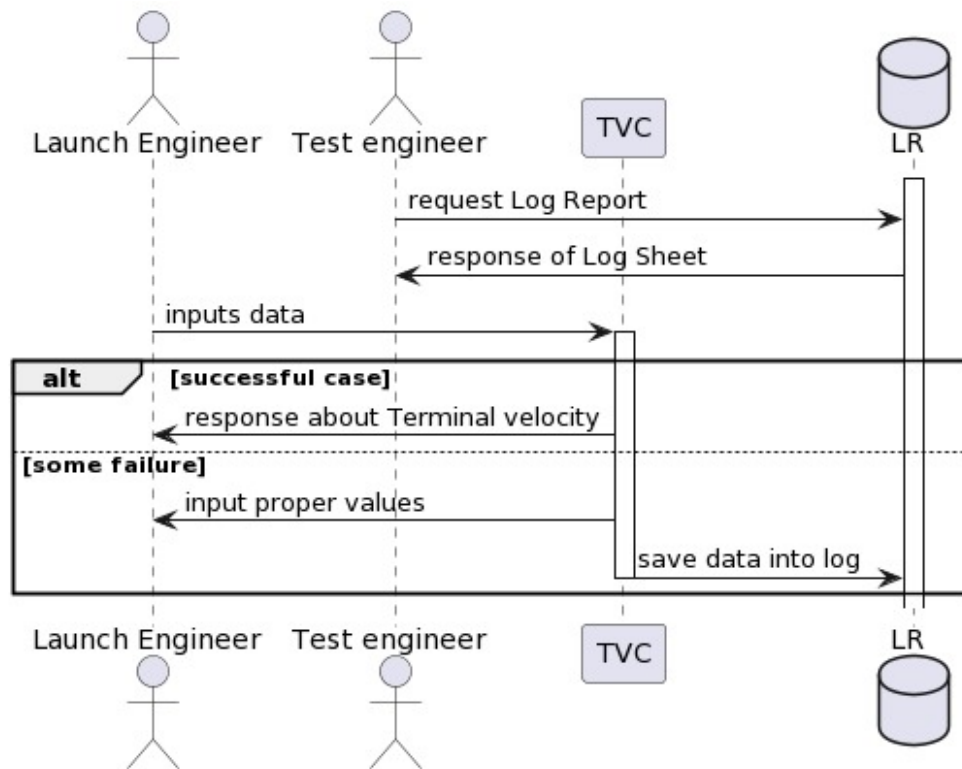 Launch Engineer
Test engineer
TVC
LR
request Log Report
response of Log Sheet
inputs data
alt
[successful case]
response about Terminal velocity
[some failure]
input proper values
save data into log
Launch Engineer
Test engineer
TVC
LR